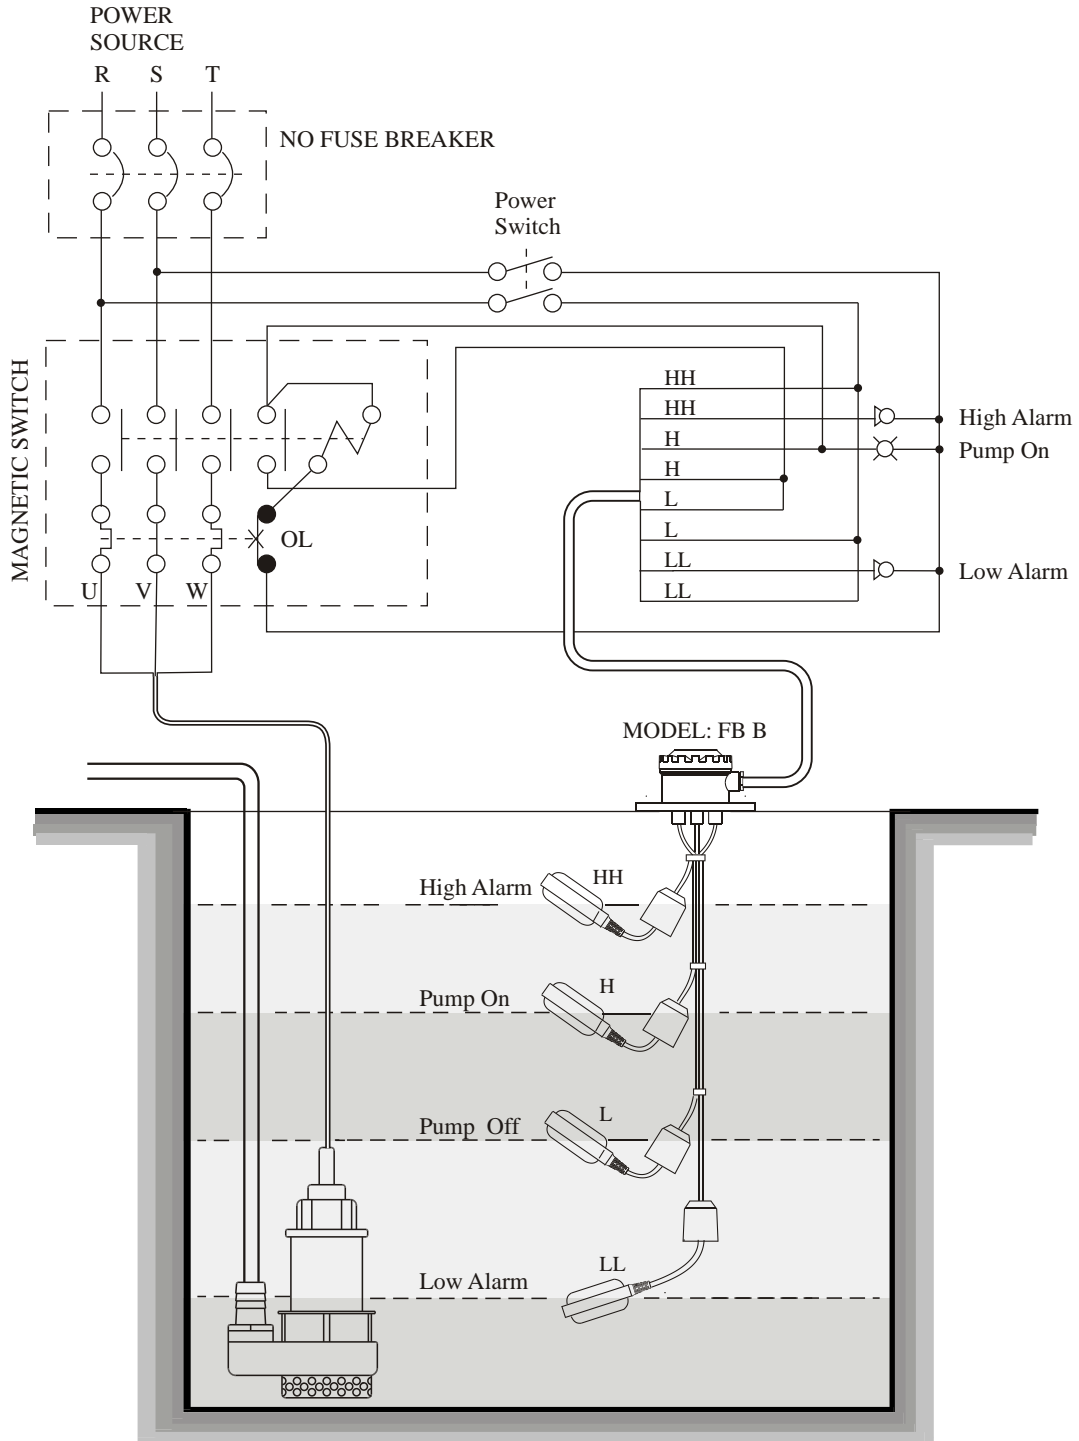 POWER
SOURCE
R S T
NO FUSE BREAKER
Power
Switch
MAGNETIC SWITCH
HH
HH
High Alarm
H
Pump On
H
L
L
OL
LL
Low Alarm
LL
U V W
MODEL: FB B
HH
High Alarm
H
Pump On
L
Pump Off
LL
Low Alarm